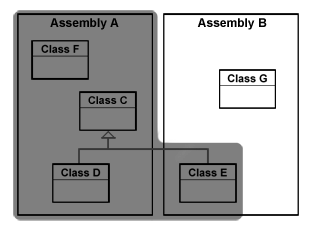 Assembly A
Assembly B
Class F
Class G
Class C
Class D
Class E